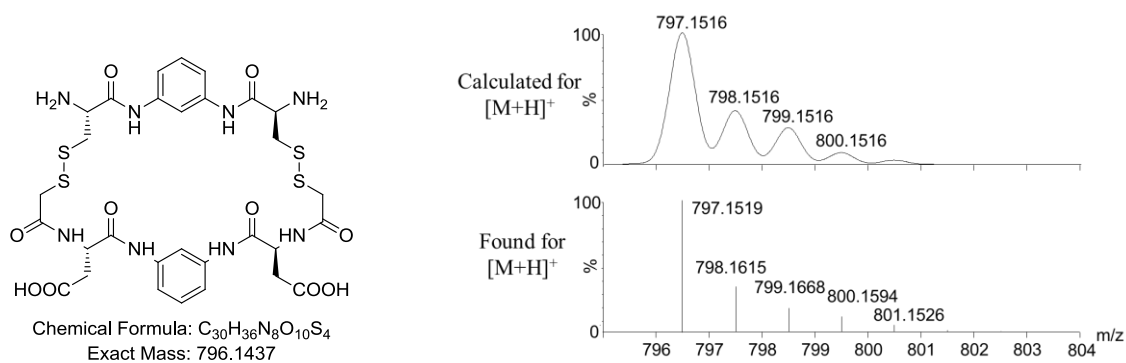 O
H₂N
N
H
N
H
O
NH₂
S
S
S
S
O
NH
O
NH
HN
O
HN
O
HOOC
COOH
Chemical Formula: C₃₀H₃₆N₈O₁₀S₄
Exact Mass: 796.1437
Calculated for
[M+H]⁺
100
%
0
797.1516
798.1516
799.1516
800.1516
Found for
[M+H]⁺
100
%
0
797.1519
798.1615
799.1668
800.1594
801.1526
796 797 798 799 800 801 802 803 804 m/z